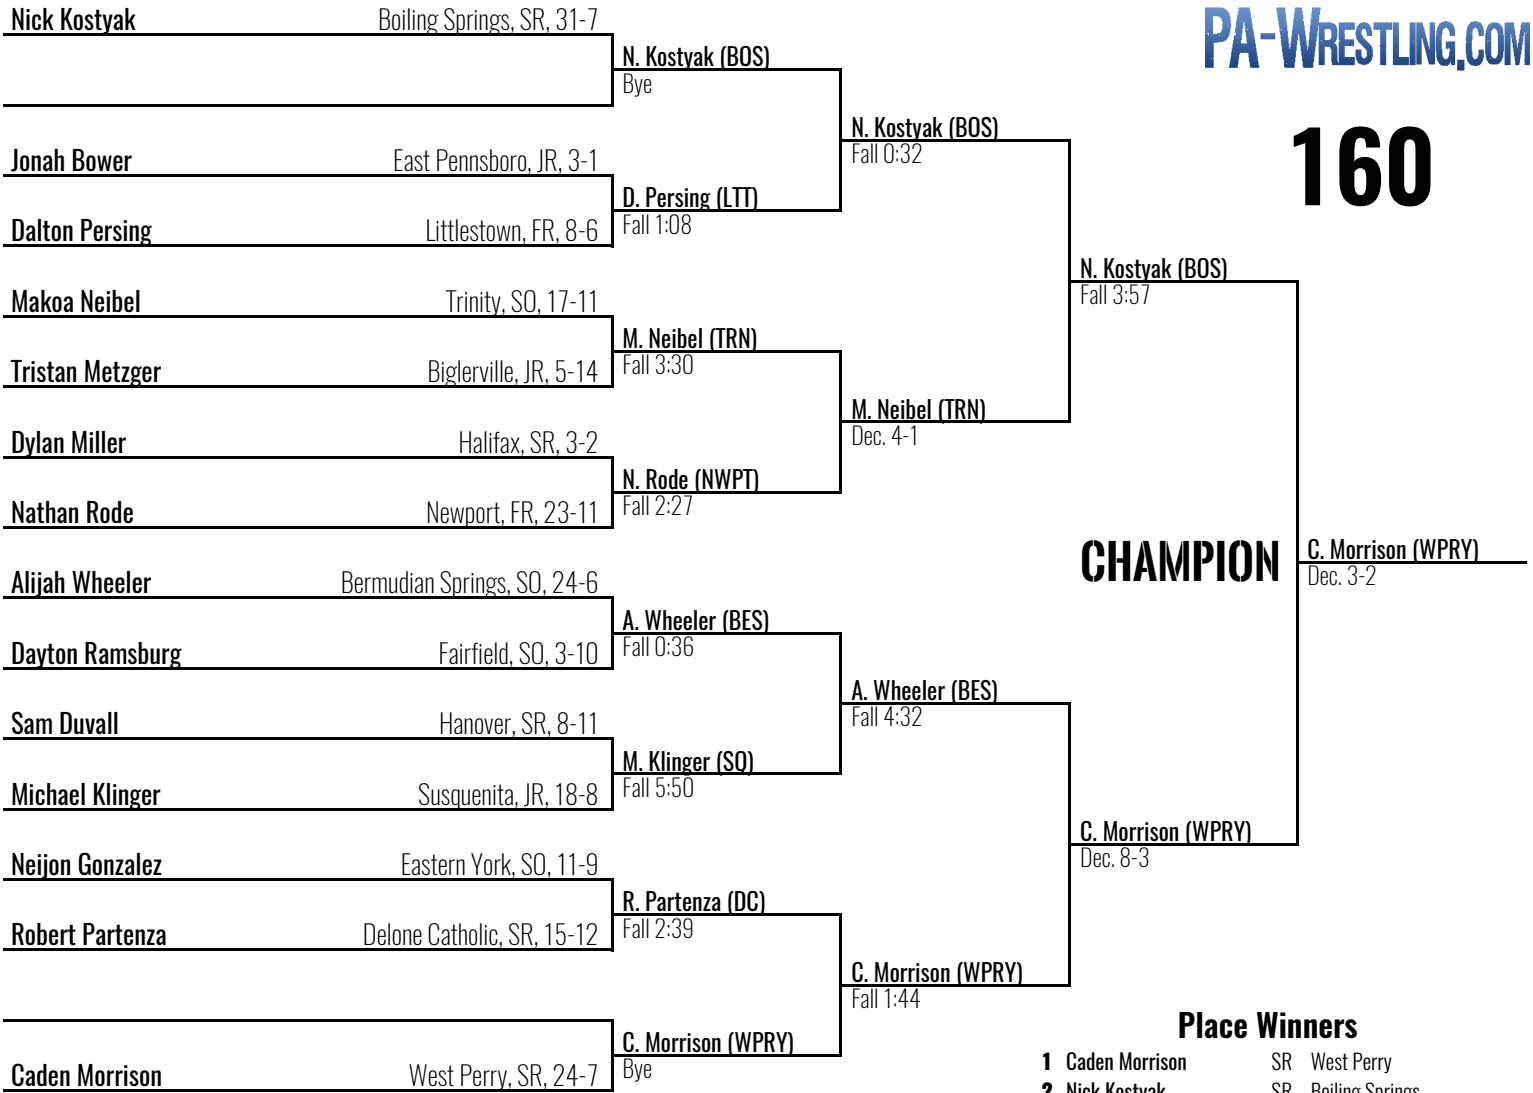 PA-WRESTLING.COM
160
Nick Kostyak Boiling Springs, SR, 31-7
N. Kostyak (BOS)
Bye
N. Kostyak (BOS)
Fall 0:32
Jonah Bower East Pennsboro, JR, 3-1
D. Persing (LTT)
Fall 1:08
Dalton Persing Littlestown, FR, 8-6
N. Kostyak (BOS)
Fall 3:57
Makoa Neibel Trinity, SO, 17-11
M. Neibel (TRN)
Fall 3:30
Tristan Metzger Biglerville, JR, 5-14
M. Neibel (TRN)
Dec. 4-1
Dylan Miller Halifax, SR, 3-2
N. Rode (NWPT)
Fall 2:27
Nathan Rode Newport, FR, 23-11
CHAMPION
C. Morrison (WPRY)
Dec. 3-2
Alijah Wheeler Bermudian Springs, SO, 24-6
A. Wheeler (BES)
Fall 0:36
Dayton Ramsburg Fairfield, SO, 3-10
A. Wheeler (BES)
Fall 4:32
Sam Duvall Hanover, SR, 8-11
M. Klinger (SQ)
Fall 5:50
Michael Klinger Susquenita, JR, 18-8
C. Morrison (WPRY)
Dec. 8-3
Neijon Gonzalez Eastern York, SO, 11-9
R. Partenza (DC)
Fall 2:39
Robert Partenza Delone Catholic, SR, 15-12
C. Morrison (WPRY)
Fall 1:44
C. Morrison (WPRY)
Bye
Caden Morrison West Perry, SR, 24-7
Place Winners
1 Caden Morrison SR West Perry
2 Nick Kostyak SR Boiling Springs